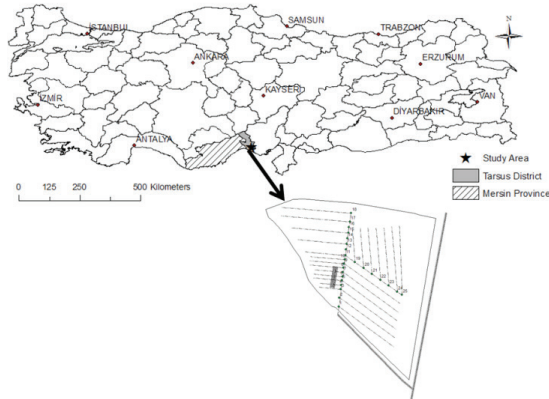 İSTANBUL
SAMSUN
TRABZON
N
ANKARA
ERZURUM
KAYSERİ
VAN
İZMİR
DİYARBAKIR
ANTALYA
Study Area
Tarsus District
Mersin Province
0 125 250 500 Kilometers